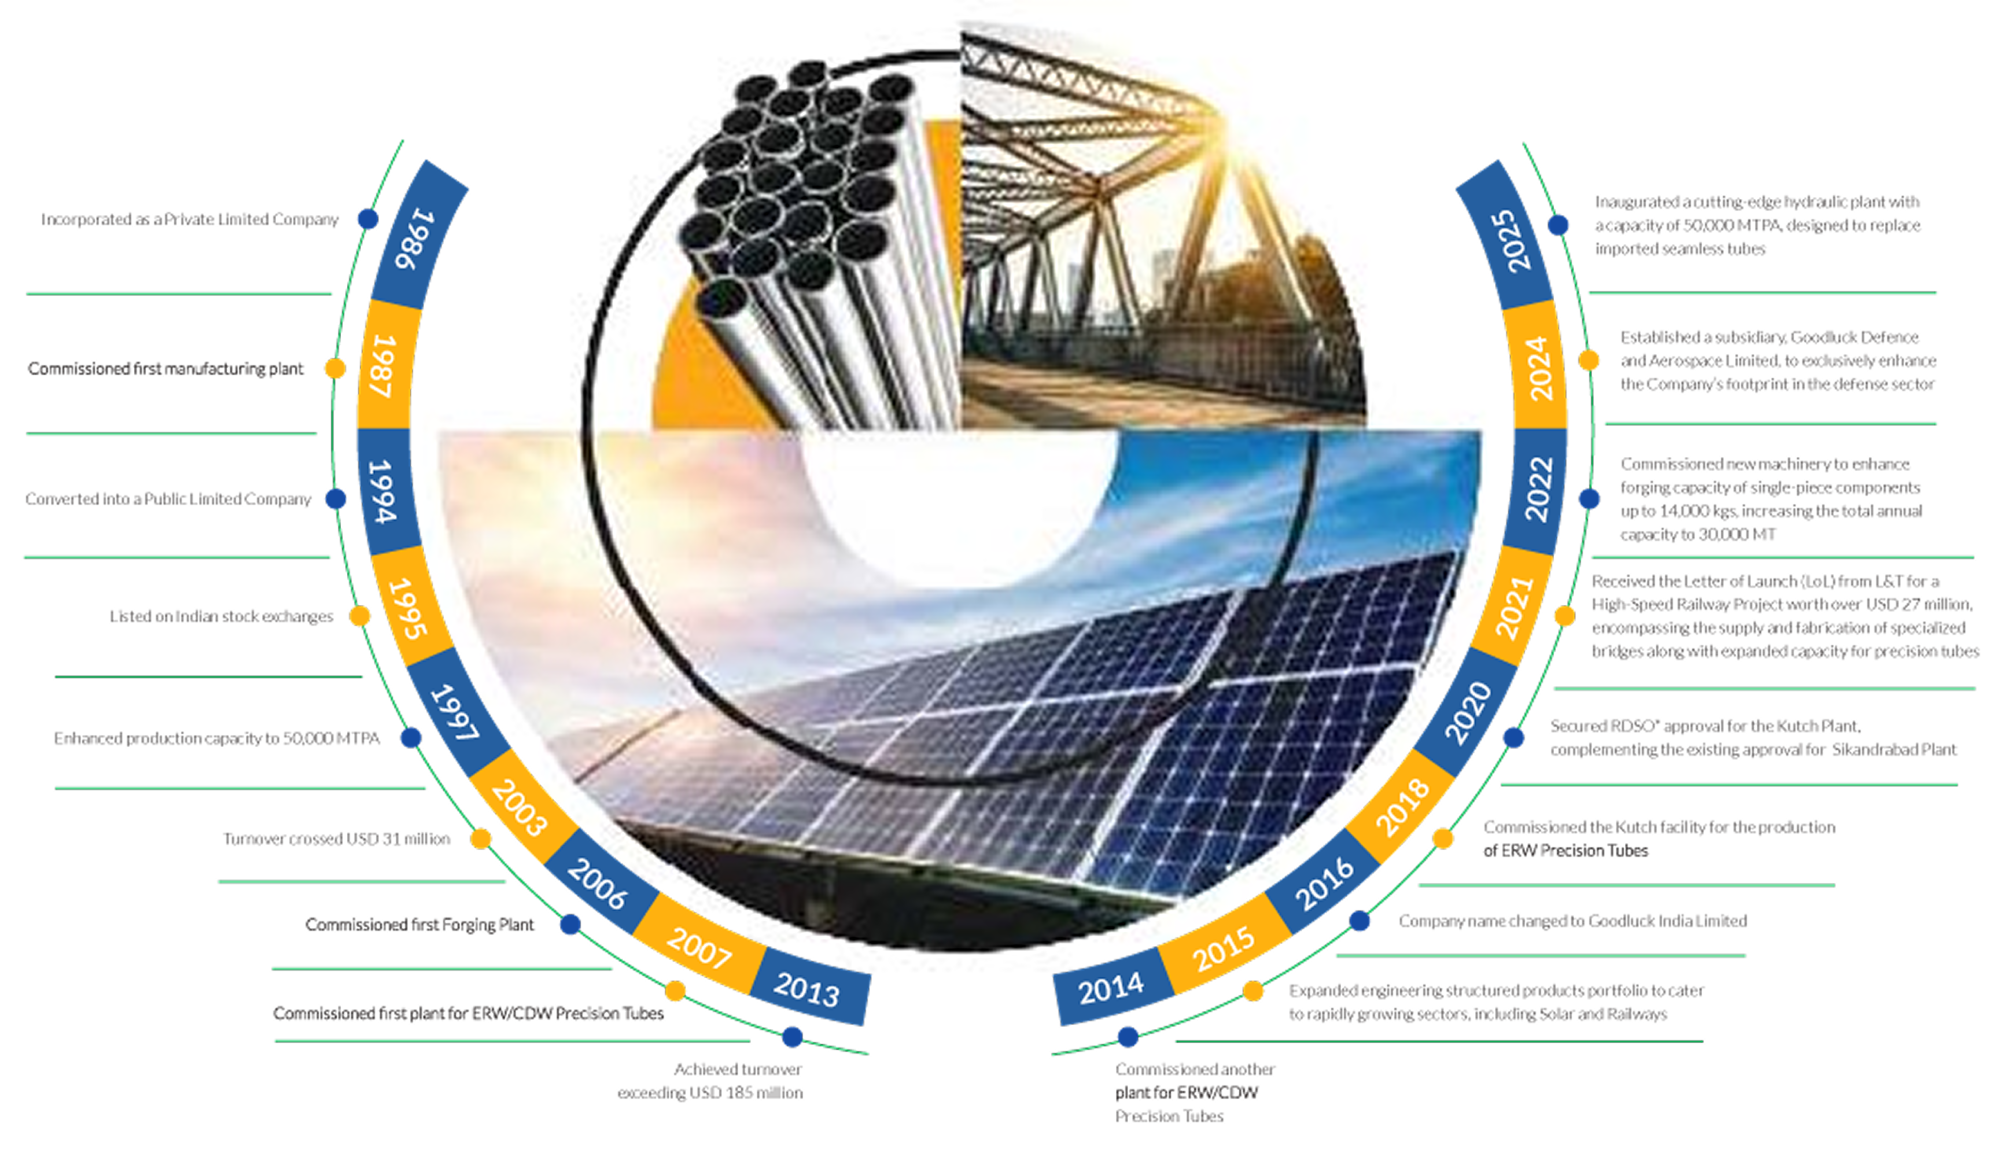 1986
Incorporated as a Private Limited Company
1987
Commissioned first manufacturing plant
1994
Converted into a Public Limited Company
1995
Listed on Indian stock exchanges
1997
Enhanced production capacity to 50,000 MTPA
2003
Turnover crossed USD 31 million
2006
Commissioned first Forging Plant
2007
Commissioned first plant for ERW/CDW Precision Tubes
2013
Achieved turnover
exceeding USD 185 million
2014
Commissioned another
plant for ERW/CDW
Precision Tubes
2015
Expanded engineering structured products portfolio to cater
to rapidly growing sectors, including Solar and Railways
2016
Company name changed to Goodluck India Limited
2018
Commissioned the Kutch facility for the production
of ERW Precision Tubes
2020
Secured RDSO* approval for the Kutch Plant,
complementing the existing approval for Sikandrabad Plant
2021
Received the Letter of Launch (LoL) from L&T for a
High-Speed Railway Project worth over USD 27 million,
encompassing the supply and fabrication of specialized
bridges along with expanded capacity for precision tubes
2022
Commissioned new machinery to enhance
forging capacity of single-piece components
up to 14,000 kgs, increasing the total annual
capacity to 30,000 MT
2024
Established a subsidiary, Goodluck Defence
and Aerospace Limited, to exclusively enhance
the Company's footprint in the defense sector
2025
Inaugurated a cutting-edge hydraulic plant with
a capacity of 50,000 MTPA, designed to replace
imported seamless tubes